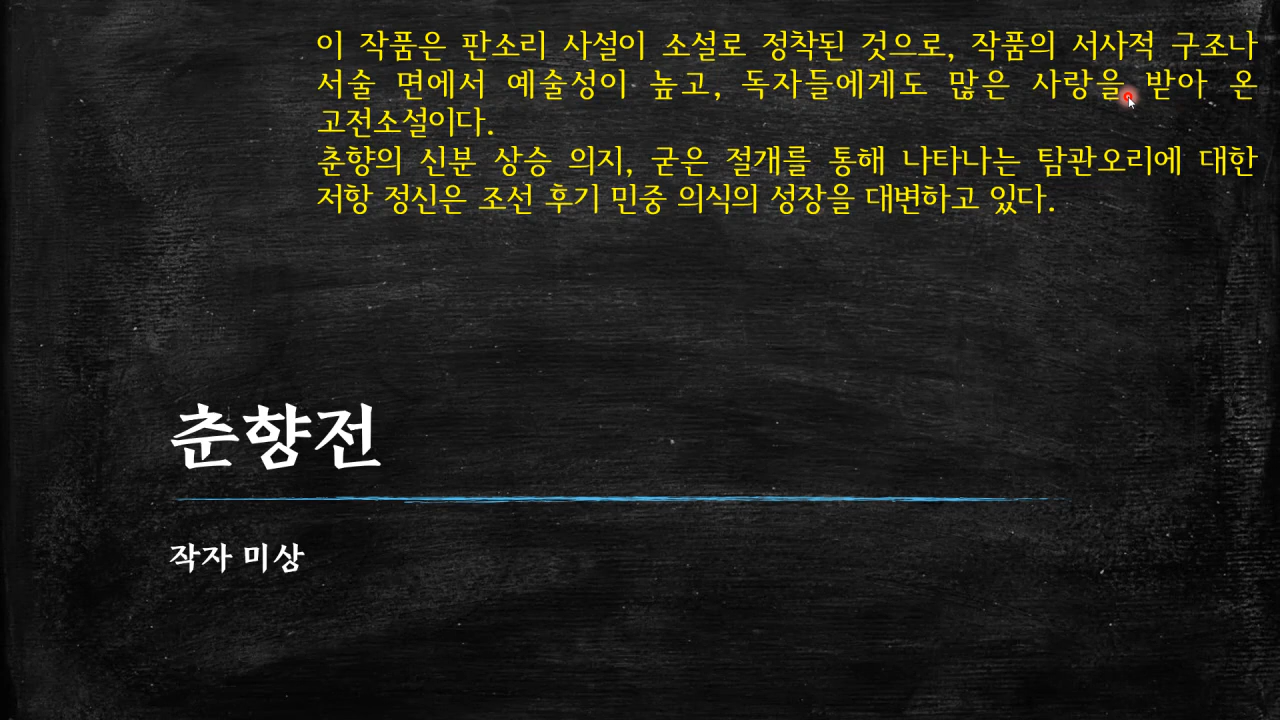 이 작품은 판소리 사설이 소설로 정착된 것으로, 작품의 서사적 구조나
서술 면에서 예술성이 높고, 독자들에게도 많은 사랑을 받아 온
고전소설이다.
춘향의 신분 상승 의지, 굳은 절개를 통해 나타나는 탐관오리에 대한
저항 정신은 조선 후기 민중 의식의 성장을 대변하고 있다.
춘향전
작자 미상